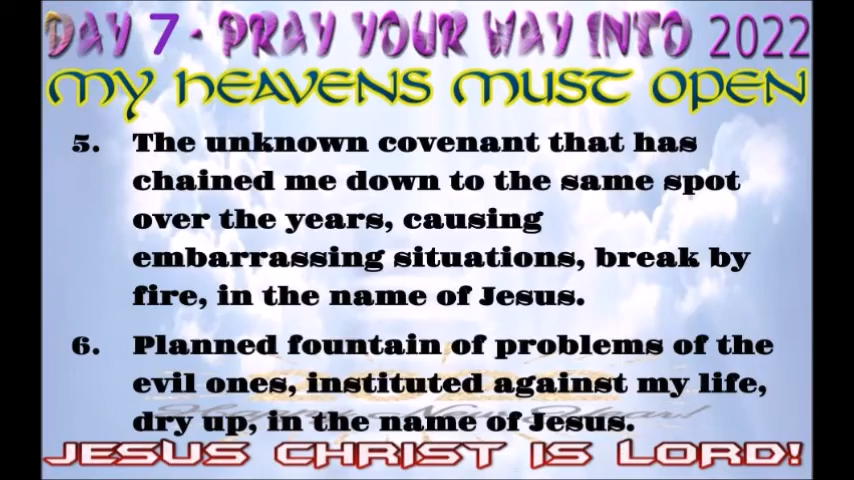 DAY 7 - PRAY YOUR WAY INTO 2022
MY HEAVENS MUST OPEN
5. The unknown covenant that has
chained me down to the same spot
over the years, causing
embarrassing situations, break by
fire, in the name of Jesus.
6. Planned fountain of problems of the
evil ones, instituted against my life,
dry up, in the name of Jesus.
Happy New Year!
JESUS CHRIST IS LORD!